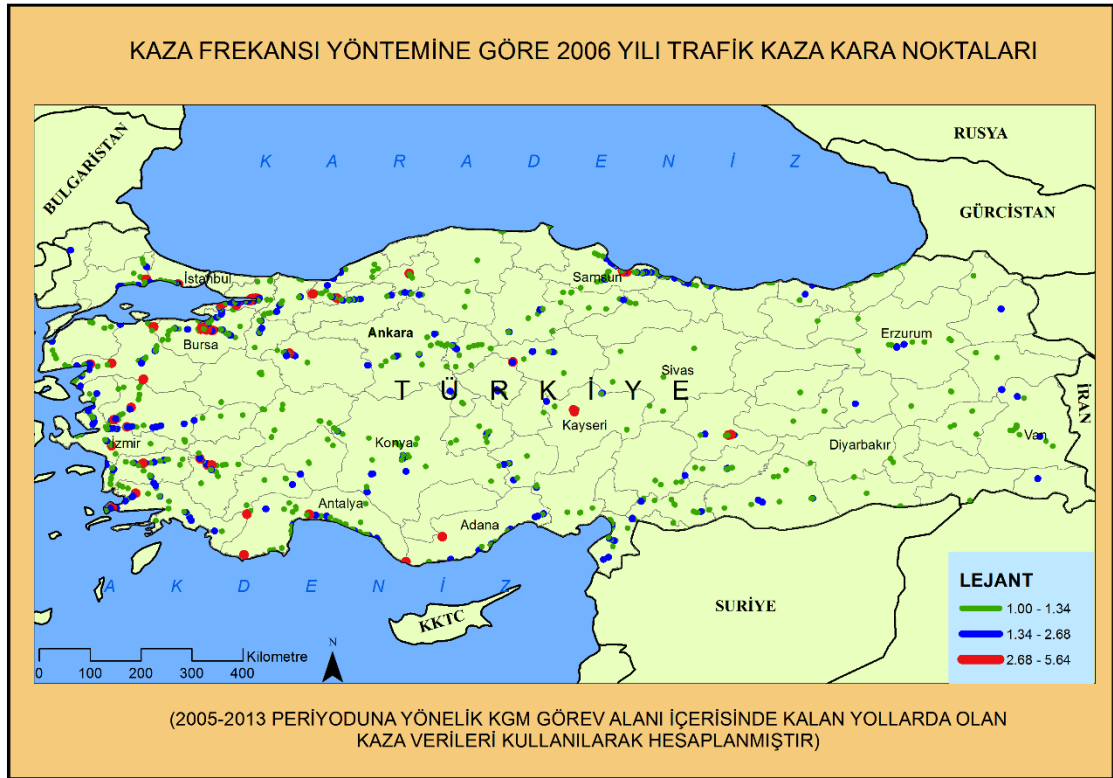 KAZA FREKANSI YÖNTEMİNE GÖRE 2006 YILI TRAFİK KAZA KARA NOKTALARI
RUSYA
BULGARİSTAN
K A R A D E N İ Z
GÜRCİSTAN
İstanbul
Samsun
Ankara
Erzurum
Bursa
Sivas
İRAN
T Ü R K İ Y E
Kayseri
İzmir
Konya
Diyarbakır
Van
Antalya
Adana
A K D E N İ Z
KKTC
SURİYE
LEJANT
1.00 - 1.34
1.34 - 2.68
2.68 - 5.64
N
Kilometre
0 100 200 300 400
(2005-2013 PERİYODUNA YÖNELİK KGM GÖREV ALANI İÇERİSİNDE KALAN YOLLARDA OLAN
KAZA VERİLERİ KULLANILARAK HESAPLANMIŞTIR)